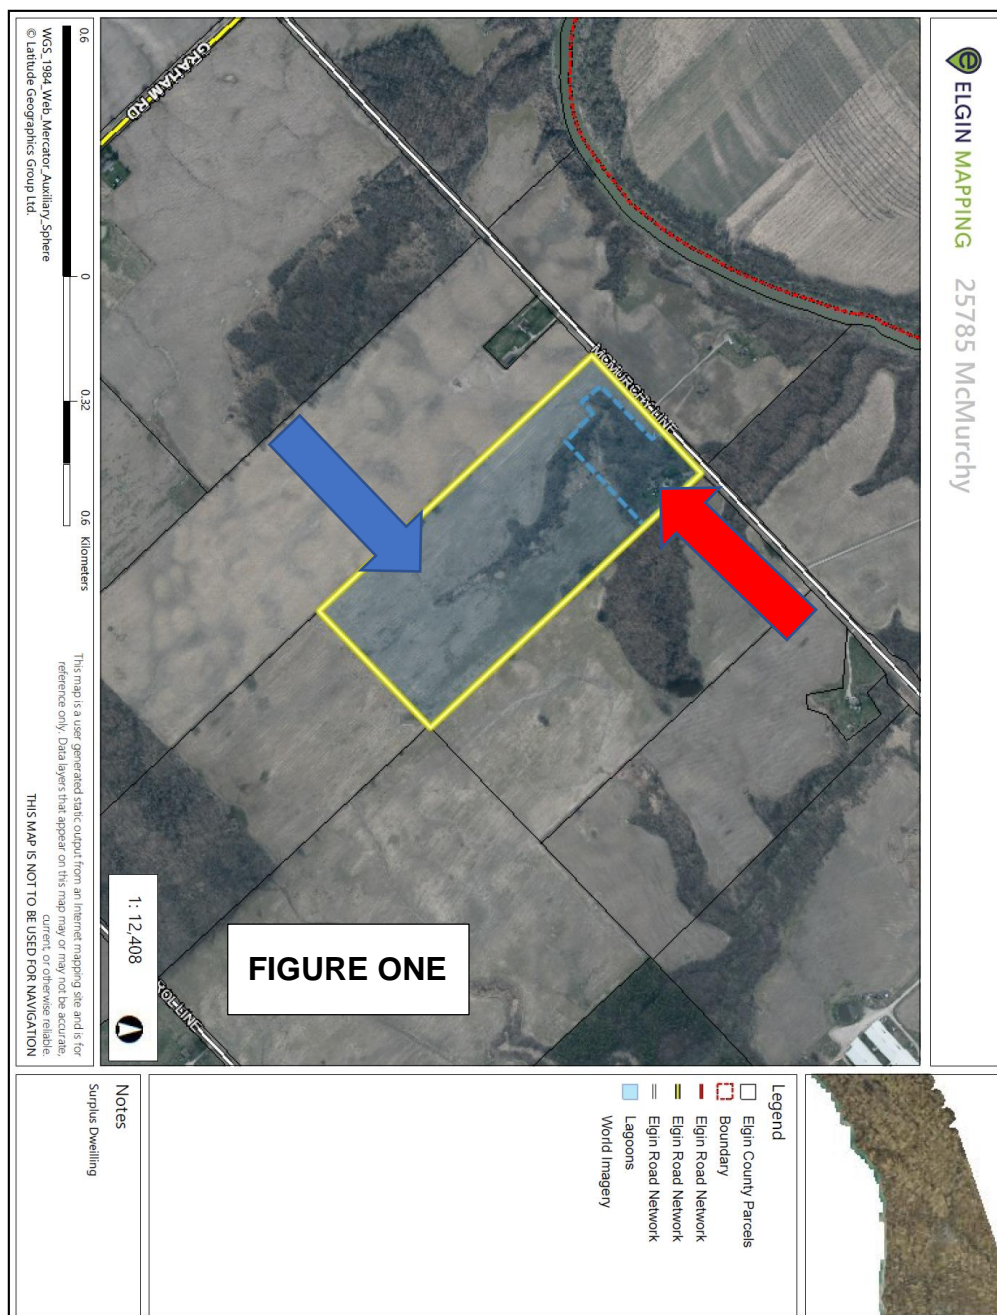 ELGIN MAPPING
25785 McMurchy
MCMURCHY LINE
GRAHAM RD
ROL LINE
FIGURE ONE
1: 12,408
0.6
0
0.32
0.6 Kilometers
WGS_1984_Web_Mercator_Auxiliary_Sphere
© Latitude Geographics Group Ltd.
This map is a user generated static output from an Internet mapping site and is for
reference only. Data layers that appear on this map may or may not be accurate,
current, or otherwise reliable.
THIS MAP IS NOT TO BE USED FOR NAVIGATION
Legend
Elgin County Parcels
Boundary
Elgin Road Network
Elgin Road Network
Elgin Road Network
Lagoons
World Imagery
Notes
Surplus Dweilling